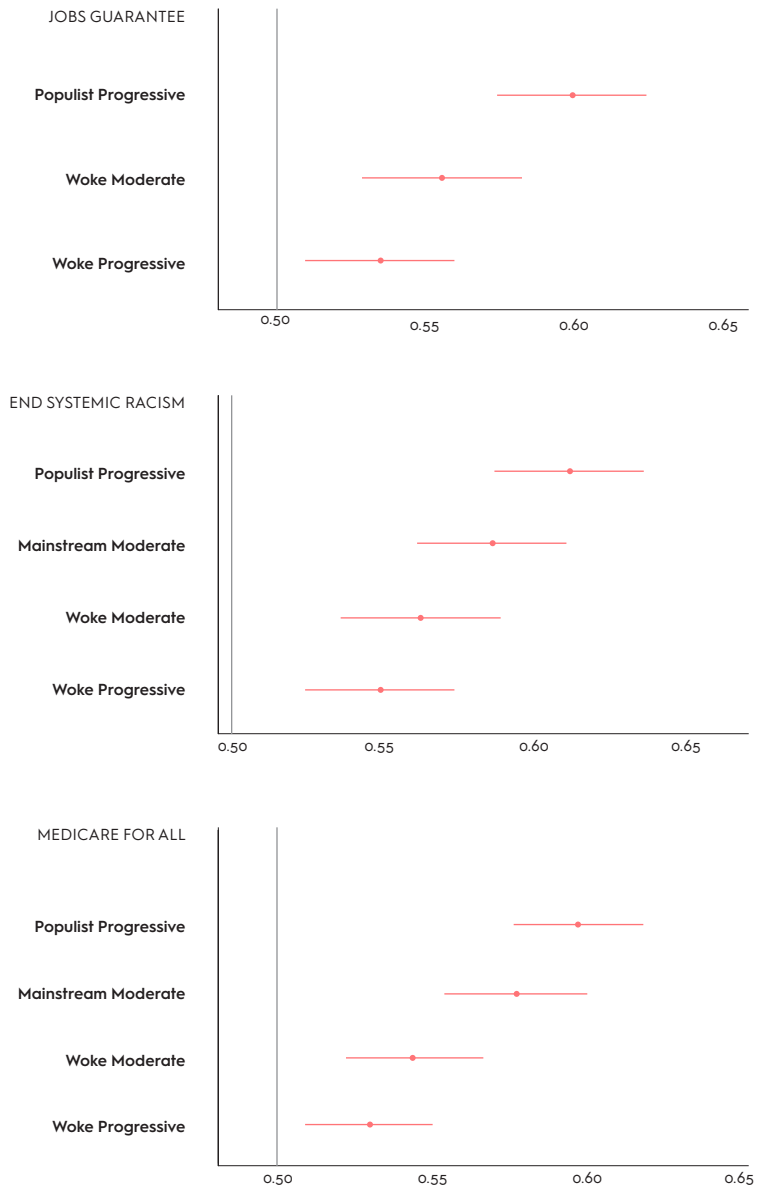 JOBS GUARANTEE
Populist Progressive
Woke Moderate
Woke Progressive
0.50 0.55 0.60 0.65
END SYSTEMIC RACISM
Populist Progressive
Mainstream Moderate
Woke Moderate
Woke Progressive
0.50 0.55 0.60 0.65
MEDICARE FOR ALL
Populist Progressive
Mainstream Moderate
Woke Moderate
Woke Progressive
0.50 0.55 0.60 0.65